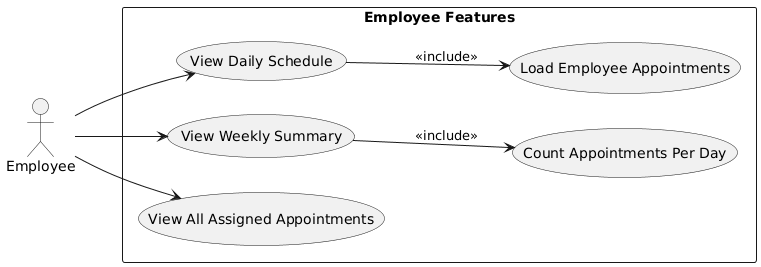 Employee Features
View Daily Schedule
«include»
Load Employee Appointments
Employee
View Weekly Summary
«include»
Count Appointments Per Day
View All Assigned Appointments